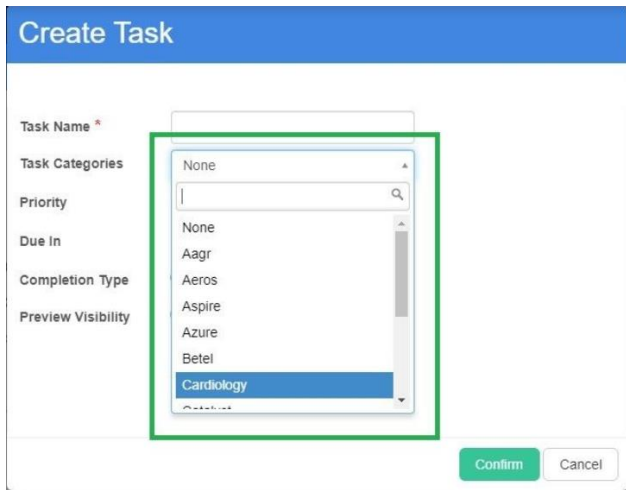 Create Task
Task Name *
Task Categories
None
Priority
Due In
None
Aagr
Completion Type
Aeros
Aspire
Preview Visibility
Azure
Betel
Cardiology
Confirm
Cancel